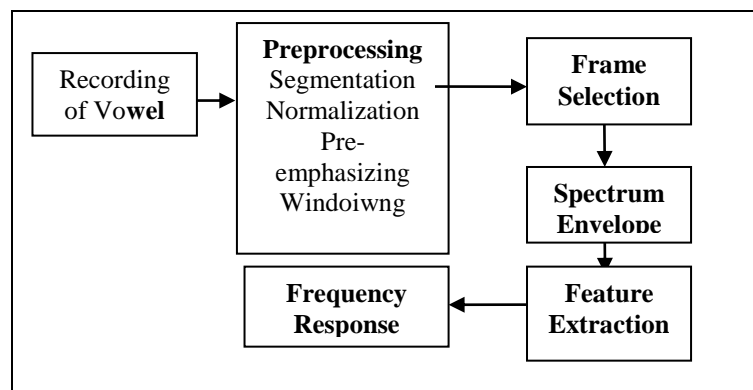 Recording
of Vowel
Preprocessing
Segmentation
Normalization
Pre-
emphasizing
Windoiwng
Frame
Selection
Spectrum
Envelope
Feature
Extraction
Frequency
Response